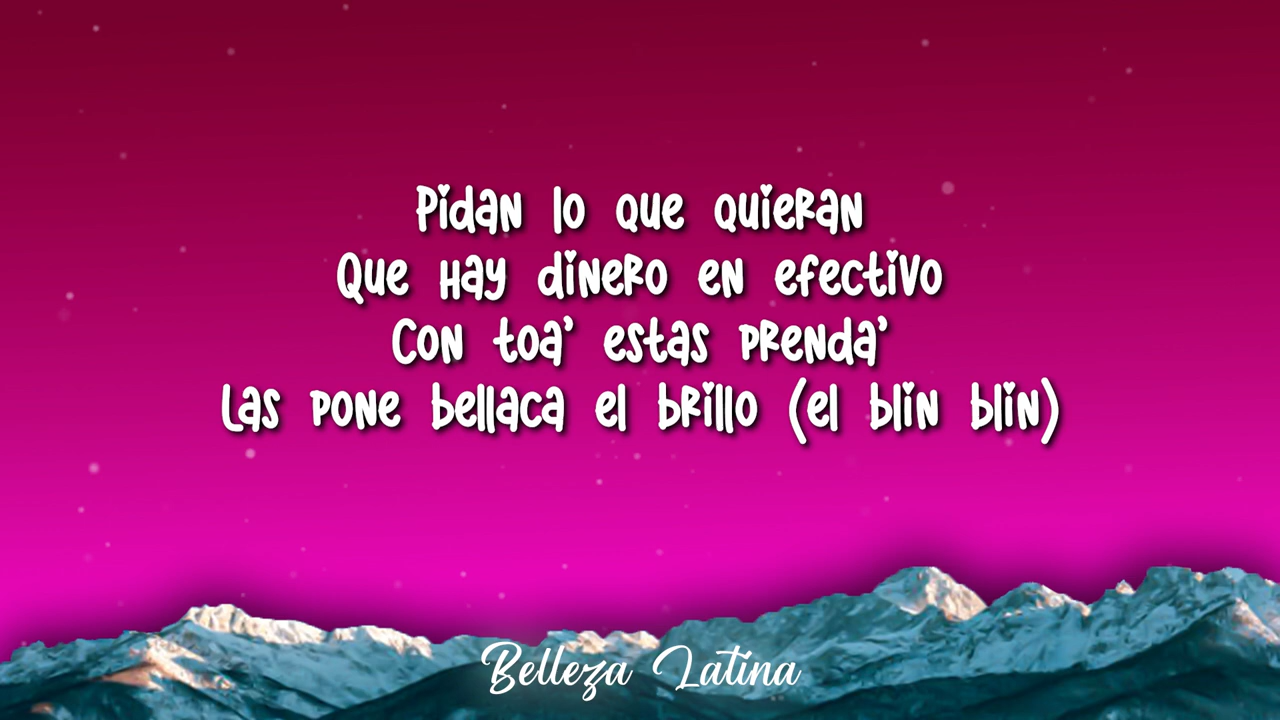 Pidan lo que quieran
Que hay dinero en efectivo
Con toa' estas prenda'
Las pone bellaca el brillo (el blin blin)
Belleza Latina